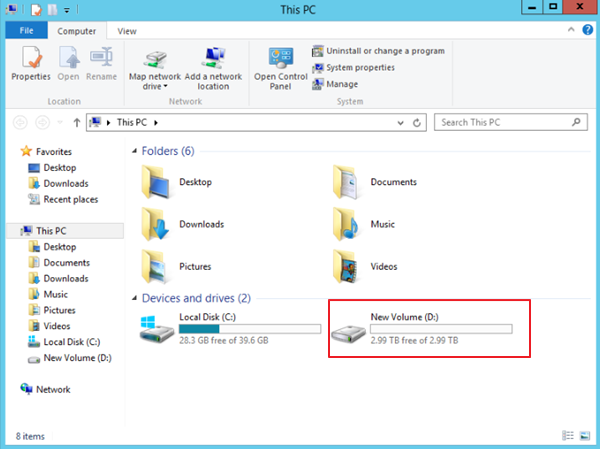 This PC
File
Computer
View
Properties
Open
Rename
Map network
drive
Add a network
location
Open Control
Panel
Uninstall or change a program
System properties
Manage
Location
Network
System
This PC
Search This PC
Favorites
Desktop
Downloads
Recent places
This PC
Desktop
Documents
Downloads
Music
Pictures
Videos
Local Disk (C:)
New Volume (D:)
Network
Folders (6)
Desktop
Documents
Downloads
Music
Pictures
Videos
Devices and drives (2)
Local Disk (C:)
28.3 GB free of 39.6 GB
New Volume (D:)
2.99 TB free of 2.99 TB
8 items